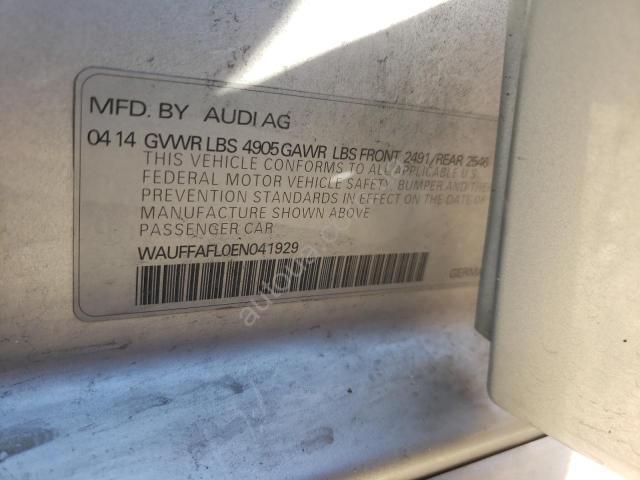 MFD. BY AUDI AG
04 14 GVWR LBS 4905 GAWR LBS FRONT 2491/REAR 2546
THIS VEHICLE CONFORMS TO ALL APPLICABLE U.S.
FEDERAL MOTOR VEHICLE SAFETY, BUMPER AND THE
PREVENTION STANDARDS IN EFFECT ON THE DATE O
MANUFACTURE SHOWN ABOVE
PASSENGER CAR
WAUFFAFL0EN041929
GERMA